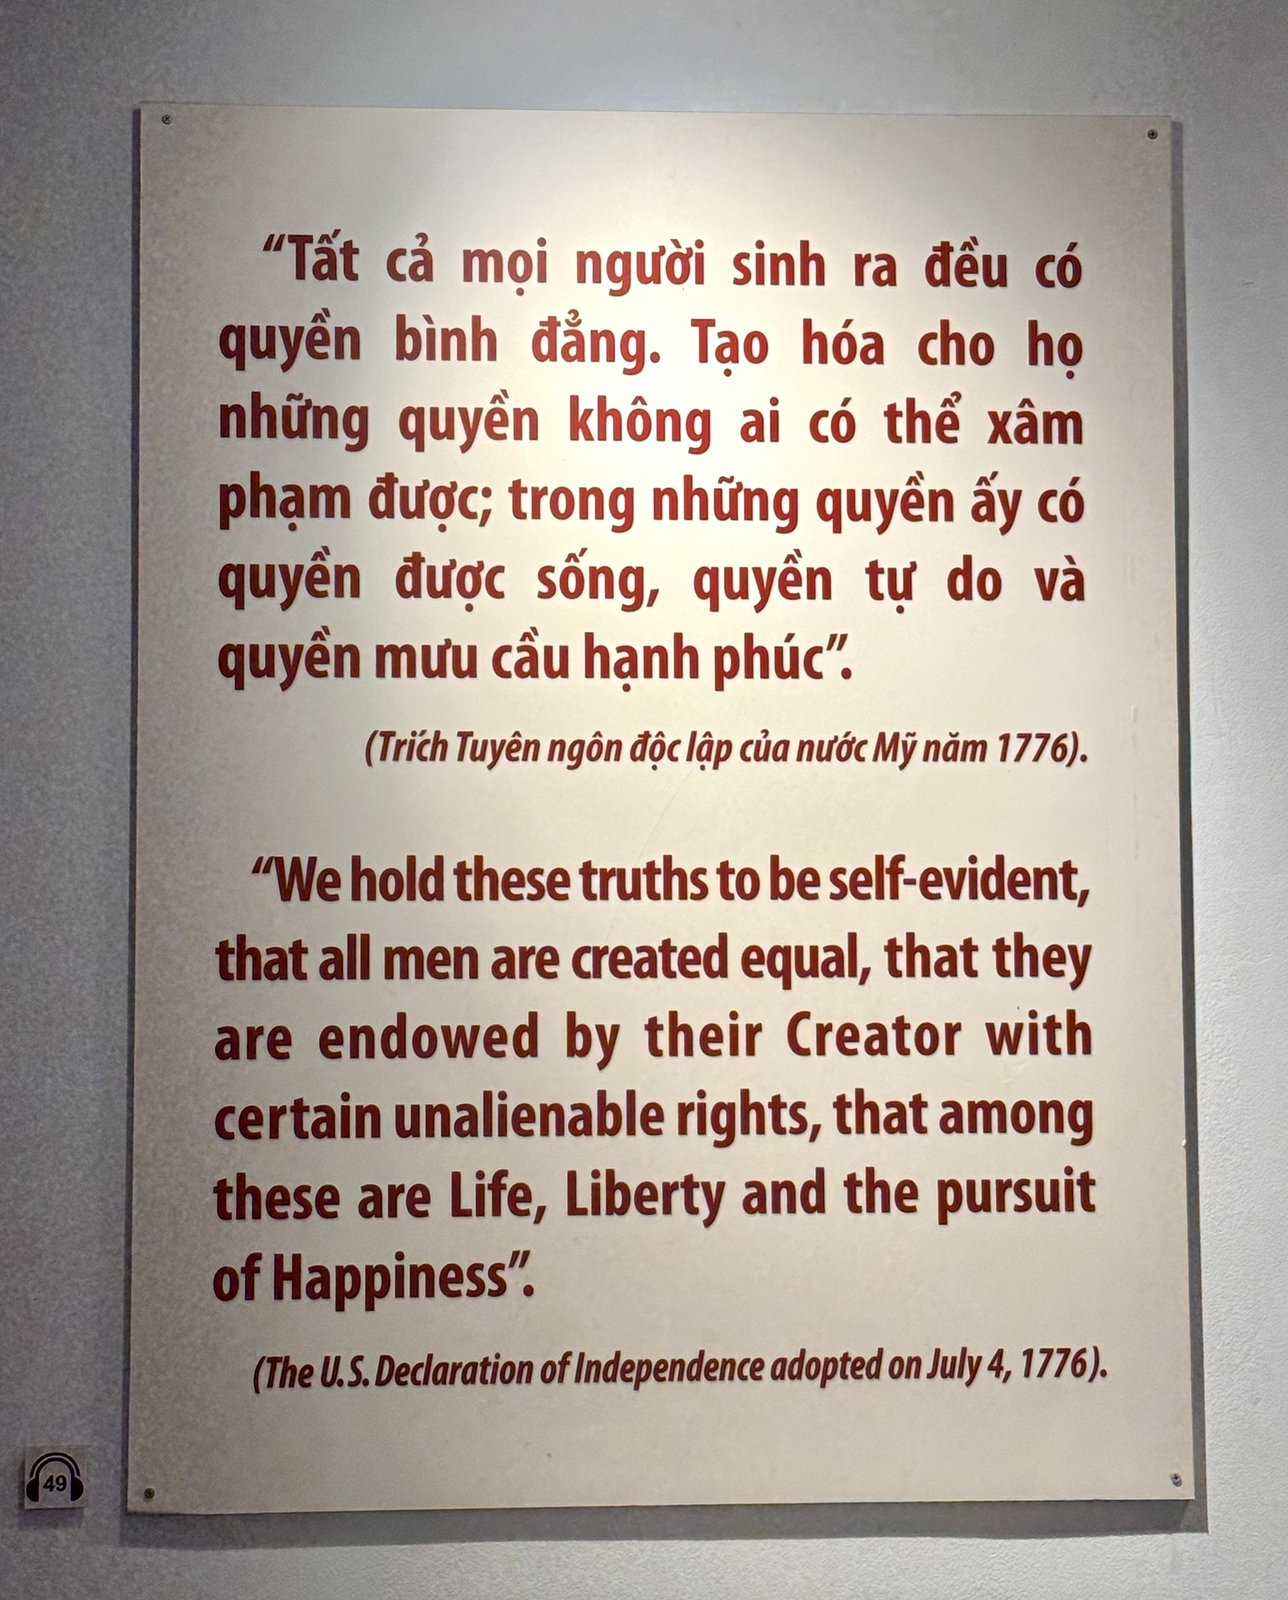 “Tất cả mọi người sinh ra đều có
quyền bình đẳng. Tạo hóa cho họ
những quyền không ai có thể xâm
phạm được; trong những quyền ấy có
quyền được sống, quyền tự do và
quyền mưu cầu hạnh phúc”.
(Trích Tuyên ngôn độc lập của nước Mỹ năm 1776).
“We hold these truths to be self-evident,
that all men are created equal, that they
are endowed by their Creator with
certain unalienable rights, that among
these are Life, Liberty and the pursuit
of Happiness”.
(The U.S. Declaration of Independence adopted on July 4, 1776).
49